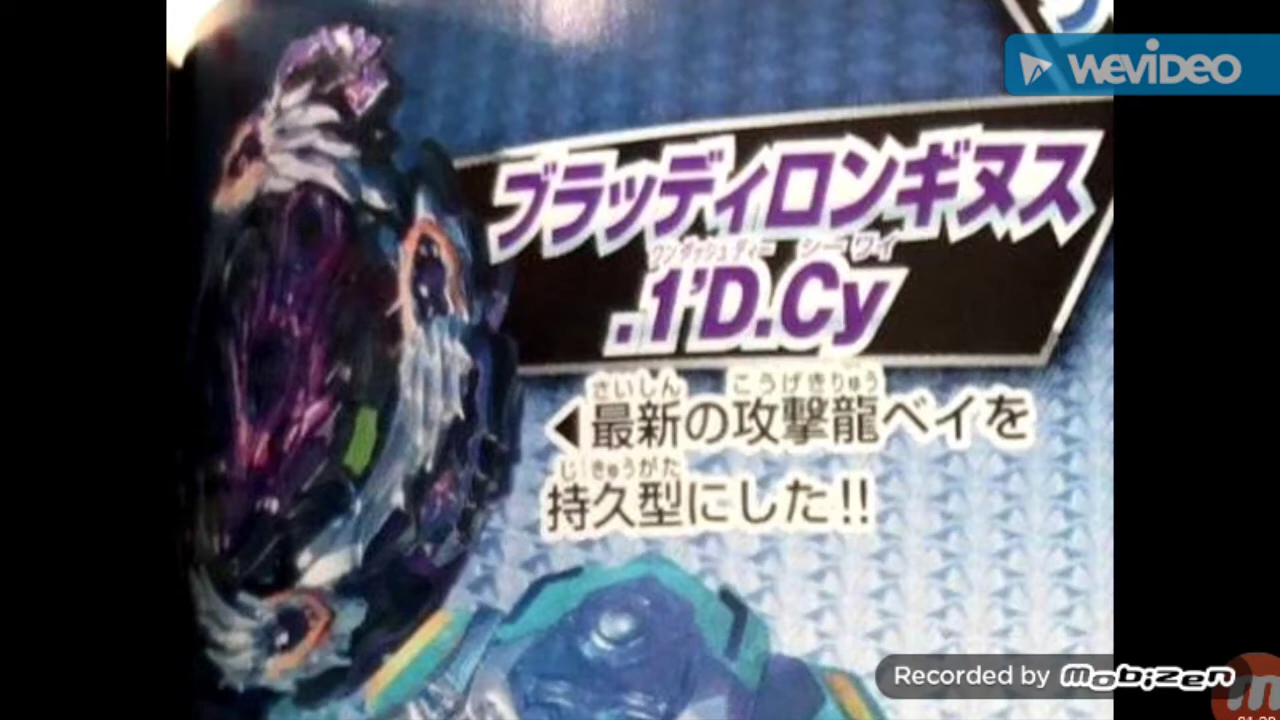 WEVIDEO
ブラッディロンギヌス
ワンダッシュディー シーワイ
.1'D.Cy
さいしん こうげきりゅう
◀最新の攻撃龍ベイを
じきゅうがた
持久型にした!!
Recorded by MOBIZEN